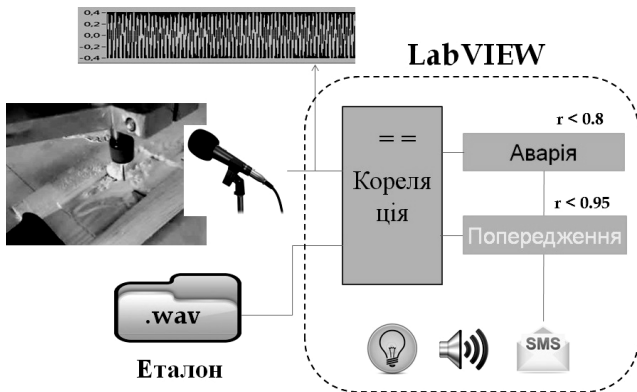 0,4
0,2
0,0
-0,2
-0,4
LabVIEW
= =
Кореля
ція
r < 0.8
Аварія
r < 0.95
Попередження
.wav
Еталон
SMS